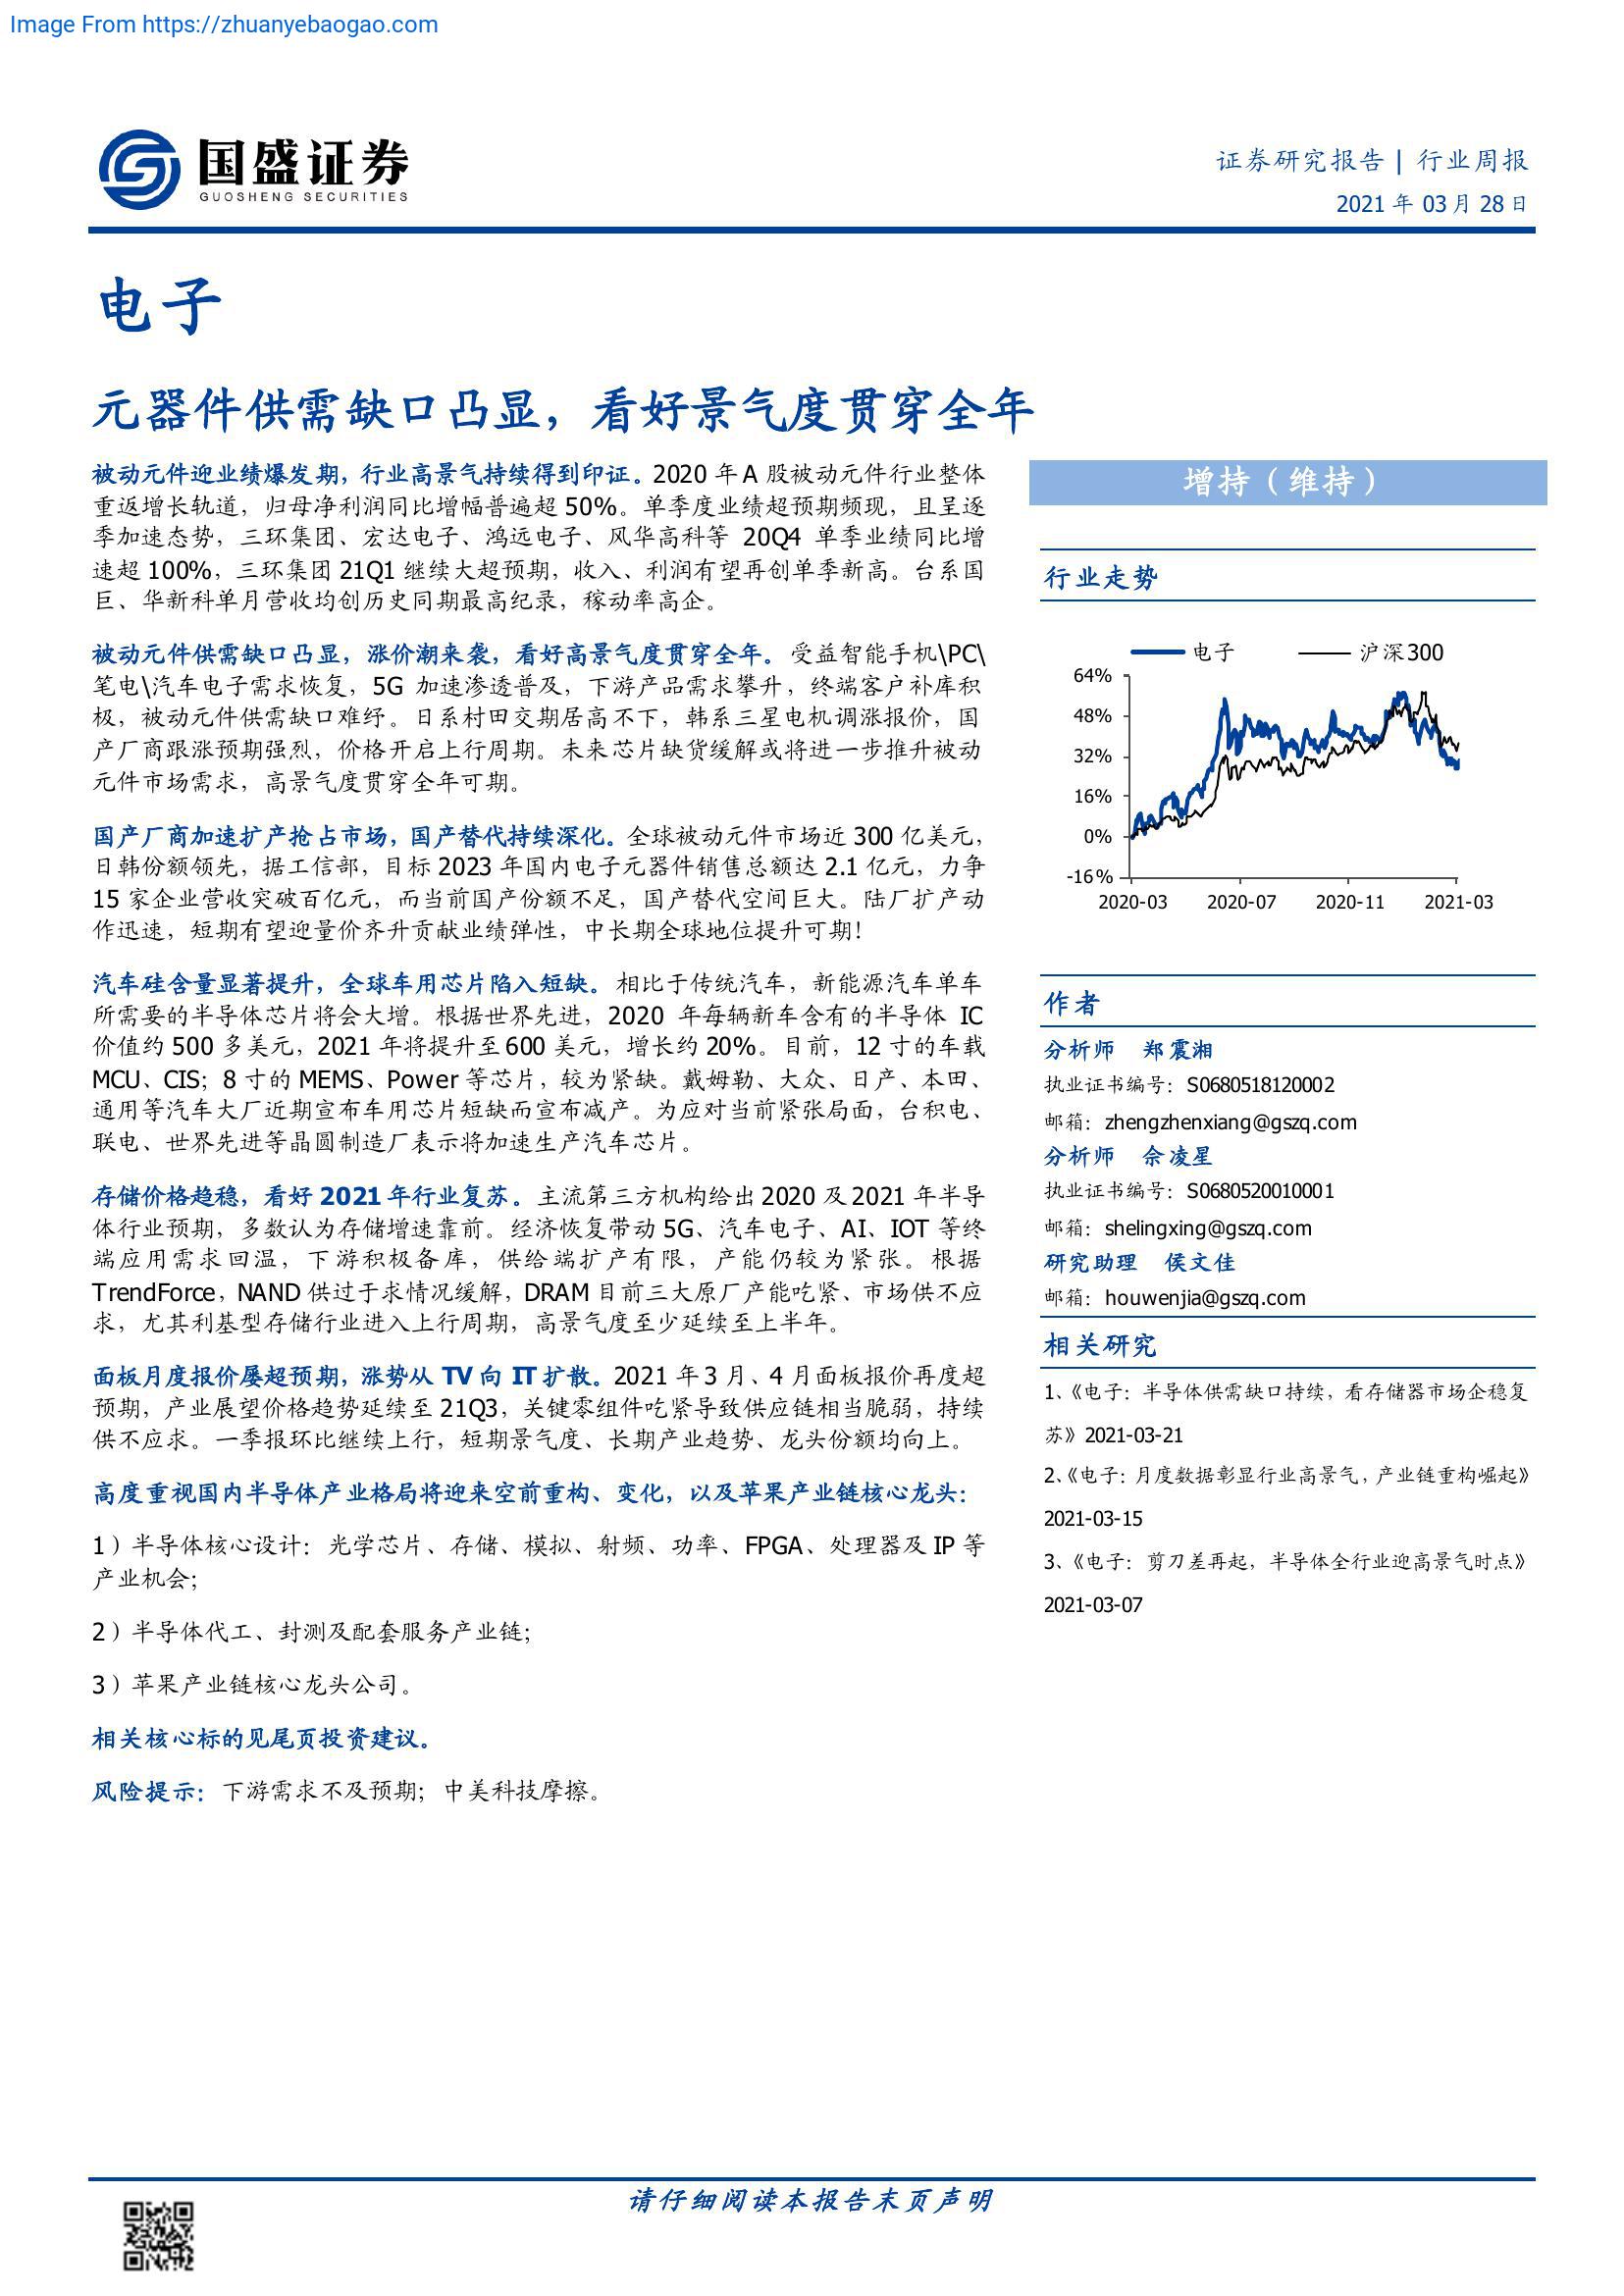 Image From https://zhuanyebaogao.com
国盛证券
GUOSHENG SECURITIES
证券研究报告 | 行业周报
2021 年 03 月 28 日
电子
元器件供需缺口凸显，看好景气度贯穿全年
被动元件迎业绩爆发期，行业高景气持续得到印证。2020 年 A 股被动元件行业整体
重返增长轨道，归母净利润同比增幅普遍超 50%。单季度业绩超预期频现，且呈逐
季加速态势，三环集团、宏达电子、鸿远电子、风华高科等 20Q4 单季业绩同比增
速超 100%，三环集团 21Q1 继续大超预期，收入、利润有望再创单季新高。台系国
巨、华新科单月营收均创历史同期最高纪录，稼动率高企。
被动元件供需缺口凸显，涨价潮来袭，看好高景气度贯穿全年。受益智能手机\PC\
笔电\汽车电子需求恢复，5G 加速渗透普及，下游产品需求攀升，终端客户补库积
极，被动元件供需缺口难纾。日系村田交期居高不下，韩系三星电机调涨报价，国
产厂商跟涨预期强烈，价格开启上行周期。未来芯片缺货缓解或将进一步推升被动
元件市场需求，高景气度贯穿全年可期。
国产厂商加速扩产抢占市场，国产替代持续深化。全球被动元件市场近 300 亿美元，
日韩份额领先，据工信部，目标 2023 年国内电子元器件销售总额达 2.1 亿元，力争
15 家企业营收突破百亿元，而当前国产份额不足，国产替代空间巨大。陆厂扩产动
作迅速，短期有望迎量价齐升贡献业绩弹性，中长期全球地位提升可期！
汽车硅含量显著提升，全球车用芯片陷入短缺。相比于传统汽车，新能源汽车单车
所需要的半导体芯片将会大增。根据世界先进，2020 年每辆新车含有的半导体 IC
价值约 500 多美元，2021 年将提升至 600 美元，增长约 20%。目前，12 寸的车载
MCU、CIS；8 寸的 MEMS、Power 等芯片，较为紧缺。戴姆勒、大众、日产、本田、
通用等汽车大厂近期宣布车用芯片短缺而宣布减产。为应对当前紧张局面，台积电、
联电、世界先进等晶圆制造厂表示将加速生产汽车芯片。
存储价格趋稳，看好 2021 年行业复苏。主流第三方机构给出 2020 及 2021 年半导
体行业预期，多数认为存储增速靠前。经济恢复带动 5G、汽车电子、AI、IOT 等终
端应用需求回温，下游积极备库，供给端扩产有限，产能仍较为紧张。根据
TrendForce，NAND 供过于求情况缓解，DRAM 目前三大原厂产能吃紧、市场供不应
求，尤其利基型存储行业进入上行周期，高景气度至少延续至上半年。
面板月度报价屡超预期，涨势从 TV 向 IT 扩散。2021 年 3 月、4 月面板报价再度超
预期，产业展望价格趋势延续至 21Q3，关键零组件吃紧导致供应链相当脆弱，持续
供不应求。一季报环比继续上行，短期景气度、长期产业趋势、龙头份额均向上。
高度重视国内半导体产业格局将迎来空前重构、变化，以及苹果产业链核心龙头：
1）半导体核心设计：光学芯片、存储、模拟、射频、功率、FPGA、处理器及 IP 等
产业机会；
2）半导体代工、封测及配套服务产业链；
3）苹果产业链核心龙头公司。
相关核心标的见尾页投资建议。
风险提示：下游需求不及预期；中美科技摩擦。
增持（维持）
行业走势
电子 沪深300
64%
48%
32%
16%
0%
-16%
2020-03 2020-07 2020-11 2021-03
作者
分析师 郑震湘
执业证书编号：S0680518120002
邮箱：zhengzhenxiang@gszq.com
分析师 佘凌星
执业证书编号：S0680520010001
邮箱：shelingxing@gszq.com
研究助理 侯文佳
邮箱：houwenjia@gszq.com
相关研究
1、《电子：半导体供需缺口持续，看存储器市场企稳复
苏》2021-03-21
2、《电子：月度数据彰显行业高景气，产业链重构崛起》
2021-03-15
3、《电子：剪刀差再起，半导体全行业迎高景气时点》
2021-03-07
请仔细阅读本报告末页声明